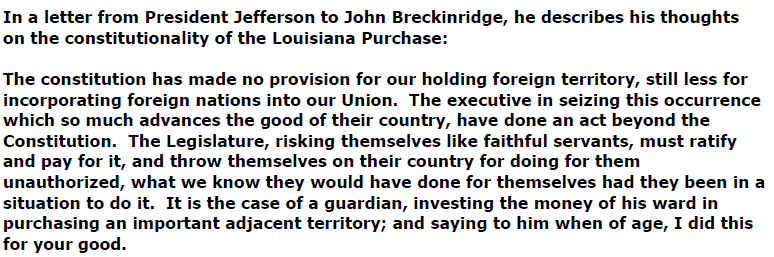 In a letter from President Jefferson to John Breckinridge, he describes his thoughts
on the constitutionality of the Louisiana Purchase:
The constitution has made no provision for our holding foreign territory, still less for
incorporating foreign nations into our Union.  The executive in seizing this occurrence
which so much advances the good of their country, have done an act beyond the
Constitution.  The Legislature, risking themselves like faithful servants, must ratify
and pay for it, and throw themselves on their country for doing for them
unauthorized, what we know they would have done for themselves had they been in a
situation to do it.  It is the case of a guardian, investing the money of his ward in
purchasing an important adjacent territory; and saying to him when of age, I did this
for your good.